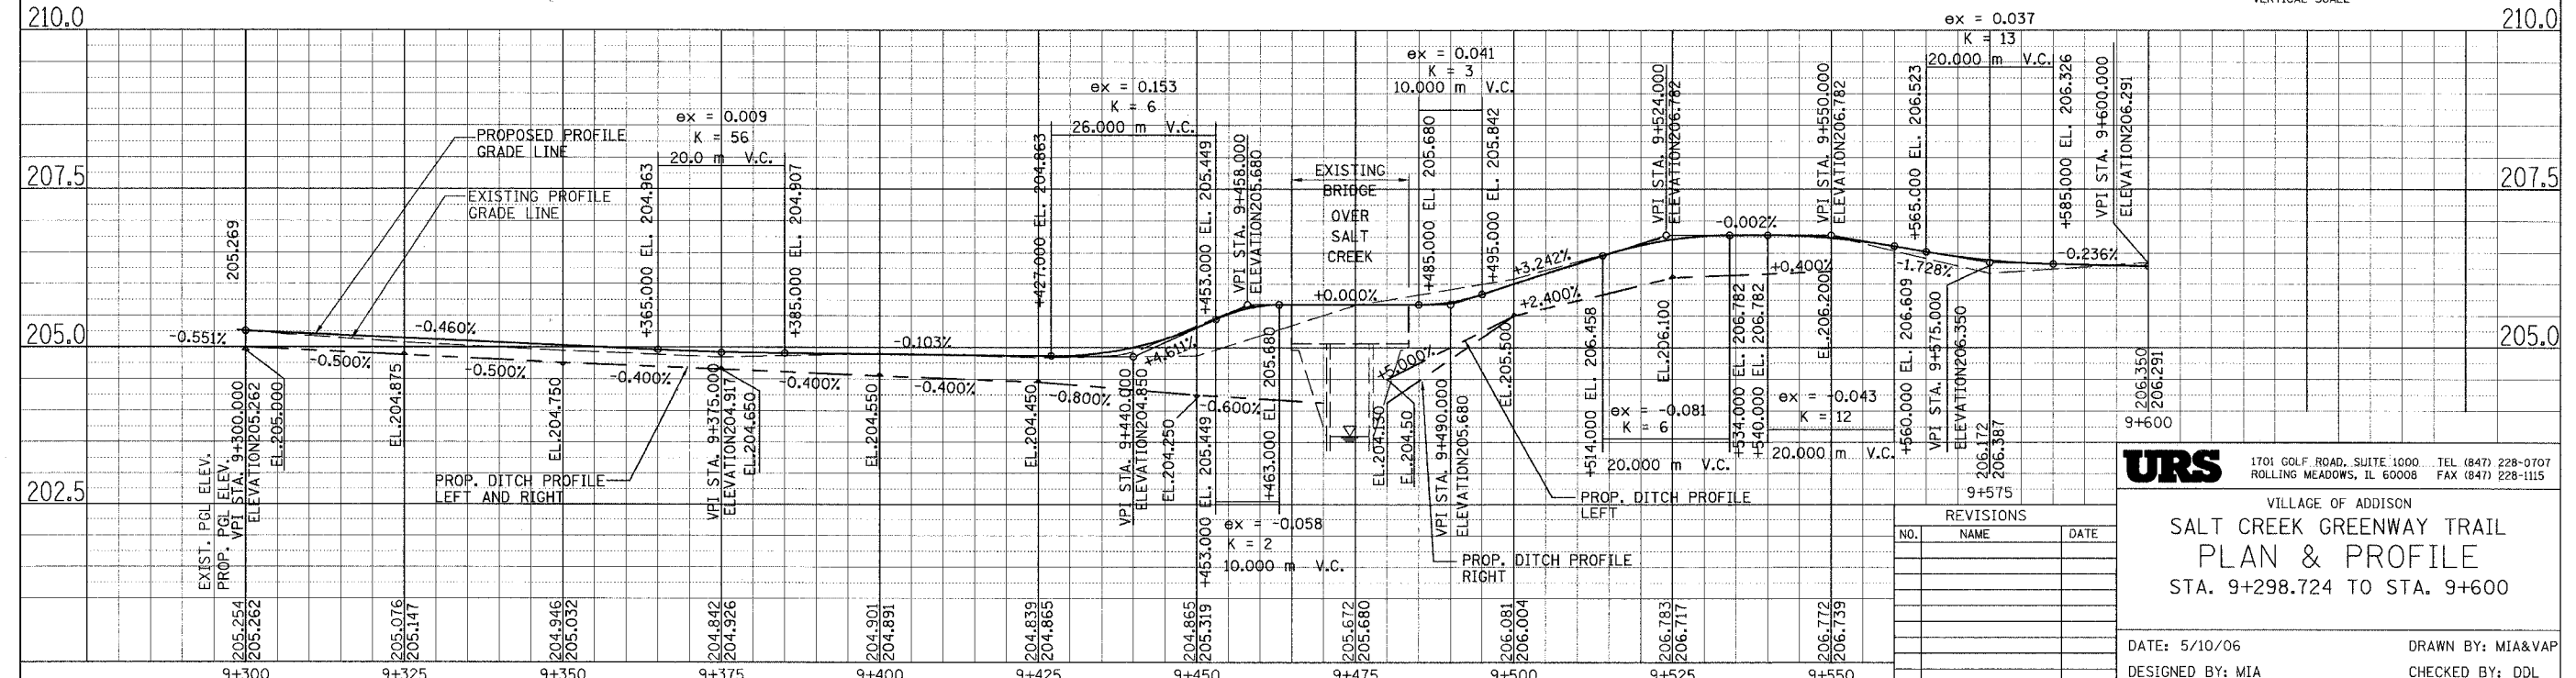 VERTICAL SCALE
210.0
210.0
207.5
207.5
205.0
205.0
202.5
PROPOSED PROFILE
GRADE LINE
EXISTING PROFILE
GRADE LINE
ex = 0.009
K = 56
20.0 m V.C.
ex = 0.153
K = 6
26.000 m V.C.
ex = 0.041
K = 3
10.000 m V.C.
ex = 0.037
K = 13
20.000 m V.C.
EXISTING
BRIDGE
OVER
SALT
CREEK
205.269
+365.000 EL. 204.963
+385.000 EL. 204.907
+427.000 EL. 204.863
+453.000 EL. 205.449
VPI STA. 9+458.000
ELEVATION205.680
+485.000 EL. 205.680
+495.000 EL. 205.842
VPI STA. 9+524.000
ELEVATION206.782
VPI STA. 9+550.000
ELEVATION206.782
+565.000 EL. 206.523
+585.000 EL. 206.326
VPI STA. 9+600.000
ELEVATION206.291
-0.551%
-0.460%
-0.103%
+4.611%
+0.000%
+3.242%
-0.002%
-1.728%
-0.236%
-0.500%
-0.500%
-0.400%
-0.400%
-0.400%
-0.800%
-0.600%
+5.000%
+2.400%
+0.400%
EXIST. PGL ELEV.
PROP. PGL ELEV.
VPI STA. 9+300.000
ELEVATION205.262
EL.205.000
EL.204.875
EL.204.750
VPI STA. 9+375.000
ELEVATION204.917
EL.204.650
EL.204.550
EL.204.450
VPI STA. 9+440.000
ELEVATION204.850
EL.204.250
+453.000 EL. 205.449
+463.000 EL. 205.680
EL.204.130
EL.204.50
VPI STA. 9+490.000
ELEVATION205.680
EL.205.500
+514.000 EL. 206.458
EL.206.100
+534.000 EL. 206.782
+540.000 EL. 206.782
EL.206.200
+560.000 EL. 206.609
VPI STA. 9+575.000
ELEVATION206.350
206.172
206.387
9+575
206.350
206.291
9+600
PROP. DITCH PROFILE
LEFT AND RIGHT
ex = -0.058
K = 2
10.000 m V.C.
PROP. DITCH PROFILE
LEFT
PROP. DITCH PROFILE
RIGHT
ex = -0.081
K = 6
20.000 m V.C.
ex = -0.043
K = 12
20.000 m V.C.
205.254
205.262
205.076
205.147
204.946
205.032
204.842
204.926
204.901
204.891
204.839
204.865
204.865
205.319
205.672
205.680
206.081
206.004
206.783
206.717
206.772
206.739
9+300
9+325
9+350
9+375
9+400
9+425
9+450
9+475
9+500
9+525
9+550
URS
1701 GOLF ROAD, SUITE 1000 TEL (847) 228-0707
ROLLING MEADOWS, IL 60008 FAX (847) 228-1115
VILLAGE OF ADDISON
SALT CREEK GREENWAY TRAIL
PLAN & PROFILE
STA. 9+298.724 TO STA. 9+600
REVISIONS
NO. NAME DATE
DATE: 5/10/06
DRAWN BY: MIA&VAP
DESIGNED BY: MIA
CHECKED BY: DDL